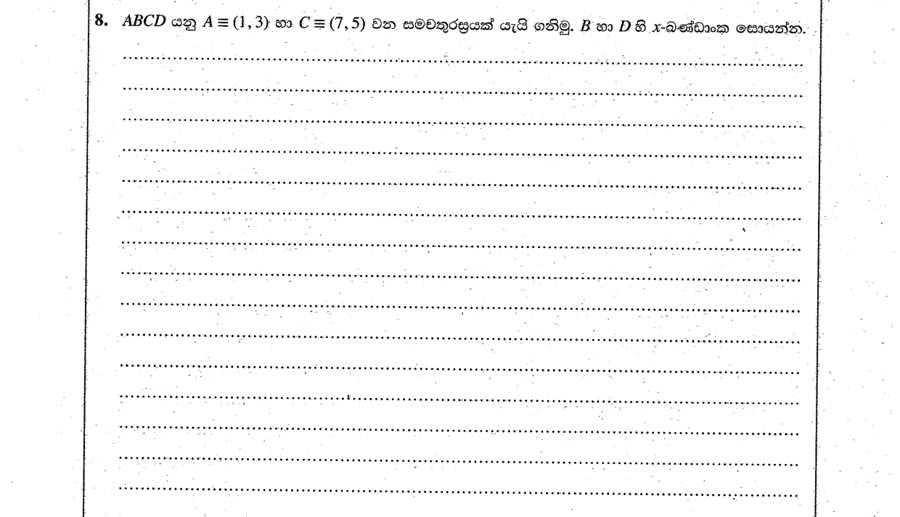 8. ABCD යනු A ≡ (1, 3) හා C ≡ (7, 5) වන සමචතුරස්‍රයක් යැයි ගනිමු. B හා D හි x-ඛණ්ඩාංක සොයන්න.